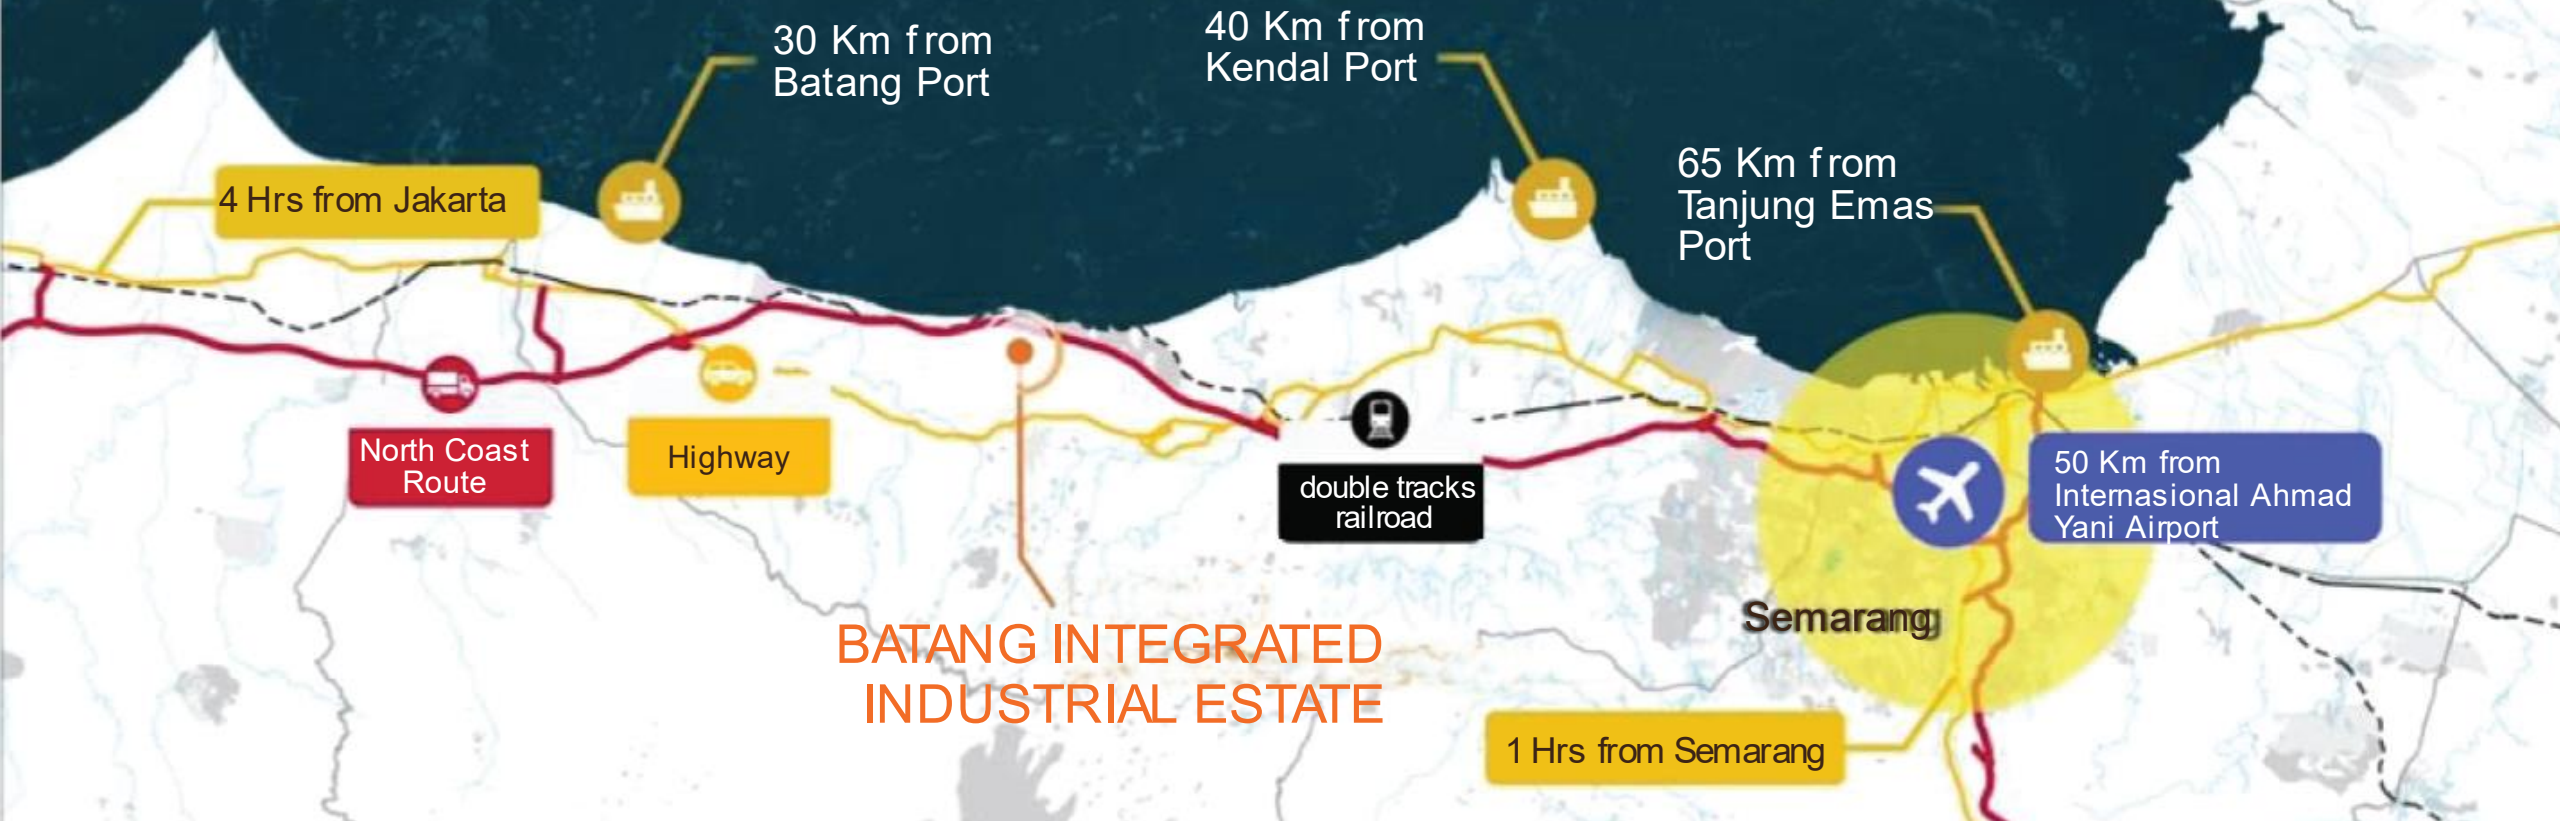 30 Km from
Batang Port
40 Km from
Kendal Port
65 Km from
Tanjung Emas
Port
4 Hrs from Jakarta
North Coast
Route
Highway
double tracks
railroad
50 Km from
Internasional Ahmad
Yani Airport
Semarang
BATANG INTEGRATED
INDUSTRIAL ESTATE
1 Hrs from Semarang